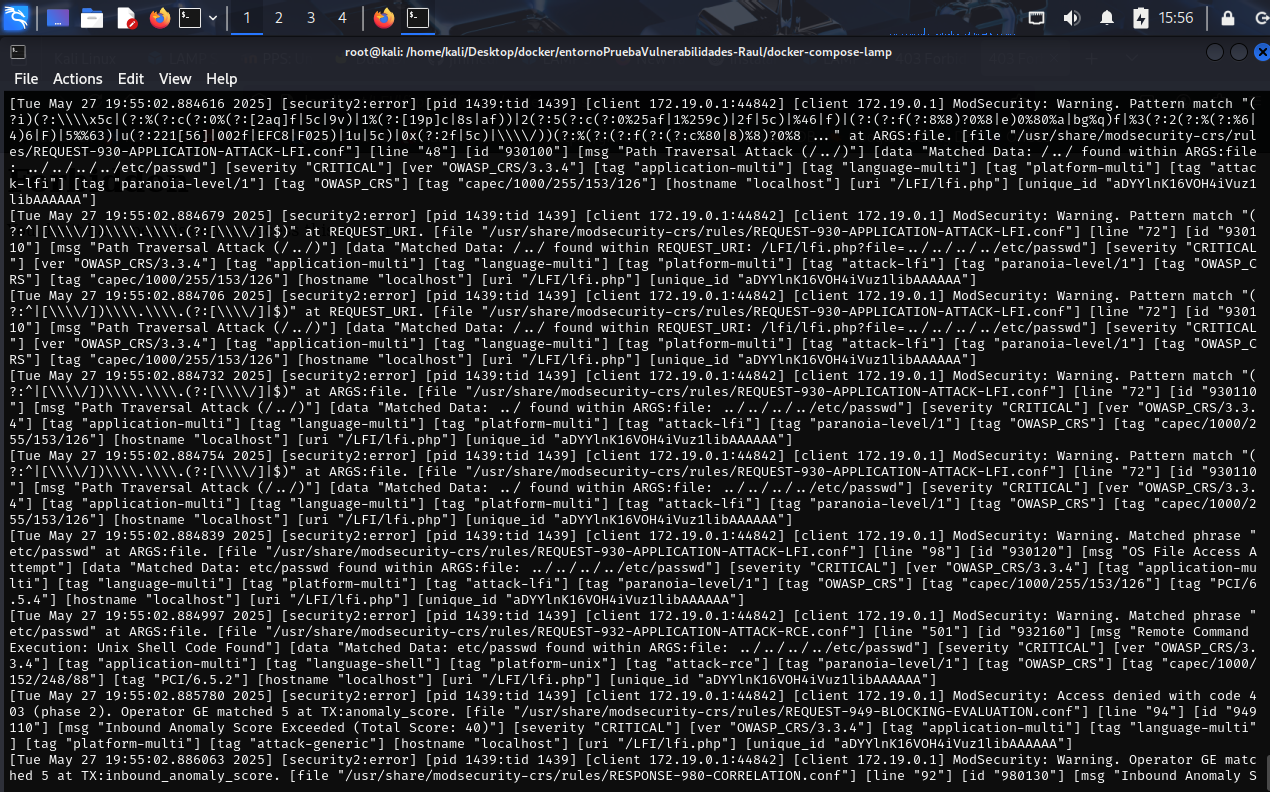 1 2 3 4 15:56
root@kali: /home/kali/Desktop/docker/entornoPruebaVulnerabilidades-Raul/docker-compose-lamp
File Actions Edit View Help
[Tue May 27 19:55:02.884616 2025] [security2:error] [pid 1439:tid 1439] [client 172.19.0.1:44842] [client 172.19.0.1] ModSecurity: Warning. Pattern match "(
?i)(?:\\\\x5c|(?:%(?:c(?:0%(?:[2aq]f|5c|9v)|1%(?:[19p]c|8s|af))|2(?:5(?:c(?:0%25af|1%259c)|2f|5c)|%46|f)|(?:(?:f(?:8%8)?0%8|e)0%80%a|bg%q)f|%3(?:2(?:%(?:%6|
4)6|F)|5%%63)|u(?:221[56]|002f|EFC8|F025)|1u|5c)|0x(?:2f|5c)|\\\\/))(?:%(?:(?:f(?:(?:c%80|8)%8)?0%8 ..." at ARGS:file. [file "/usr/share/modsecurity-crs/rul
es/REQUEST-930-APPLICATION-ATTACK-LFI.conf"] [line "48"] [id "930100"] [msg "Path Traversal Attack (/../)"] [data "Matched Data: /../ found within ARGS:file
: ../../../../etc/passwd"] [severity "CRITICAL"] [ver "OWASP_CRS/3.3.4"] [tag "application-multi"] [tag "language-multi"] [tag "platform-multi"] [tag "attac
k-lfi"] [tag "paranoia-level/1"] [tag "OWASP_CRS"] [tag "capec/1000/255/153/126"] [hostname "localhost"] [uri "/LFI/lfi.php"] [unique_id "aDYYlnK16VOH4iVuz1
libAAAAAA"]
[Tue May 27 19:55:02.884679 2025] [security2:error] [pid 1439:tid 1439] [client 172.19.0.1:44842] [client 172.19.0.1] ModSecurity: Warning. Pattern match "(
?:^|[\\\\/])\\\\.\\\\.(?:[\\\\/]|$)" at REQUEST_URI. [file "/usr/share/modsecurity-crs/rules/REQUEST-930-APPLICATION-ATTACK-LFI.conf"] [line "72"] [id "9301
10"] [msg "Path Traversal Attack (/../)"] [data "Matched Data: /../ found within REQUEST_URI: /LFI/lfi.php?file=../../../../etc/passwd"] [severity "CRITICAL
"] [ver "OWASP_CRS/3.3.4"] [tag "application-multi"] [tag "language-multi"] [tag "platform-multi"] [tag "attack-lfi"] [tag "paranoia-level/1"] [tag "OWASP_C
RS"] [tag "capec/1000/255/153/126"] [hostname "localhost"] [uri "/LFI/lfi.php"] [unique_id "aDYYlnK16VOH4iVuz1libAAAAAA"]
[Tue May 27 19:55:02.884706 2025] [security2:error] [pid 1439:tid 1439] [client 172.19.0.1:44842] [client 172.19.0.1] ModSecurity: Warning. Pattern match "(
?:^|[\\\\/])\\\\.\\\\.(?:[\\\\/]|$)" at REQUEST_URI. [file "/usr/share/modsecurity-crs/rules/REQUEST-930-APPLICATION-ATTACK-LFI.conf"] [line "72"] [id "9301
10"] [msg "Path Traversal Attack (/../)"] [data "Matched Data: /../ found within REQUEST_URI: /lfi/lfi.php?file=../../../../etc/passwd"] [severity "CRITICAL
"] [ver "OWASP_CRS/3.3.4"] [tag "application-multi"] [tag "language-multi"] [tag "platform-multi"] [tag "attack-lfi"] [tag "paranoia-level/1"] [tag "OWASP_C
RS"] [tag "capec/1000/255/153/126"] [hostname "localhost"] [uri "/LFI/lfi.php"] [unique_id "aDYYlnK16VOH4iVuz1libAAAAAA"]
[Tue May 27 19:55:02.884732 2025] [security2:error] [pid 1439:tid 1439] [client 172.19.0.1:44842] [client 172.19.0.1] ModSecurity: Warning. Pattern match "(
?:^|[\\\\/])\\\\.\\\\.(?:[\\\\/]|$)" at ARGS:file. [file "/usr/share/modsecurity-crs/rules/REQUEST-930-APPLICATION-ATTACK-LFI.conf"] [line "72"] [id "930110
"] [msg "Path Traversal Attack (/../)"] [data "Matched Data: ../ found within ARGS:file: ../../../../etc/passwd"] [severity "CRITICAL"] [ver "OWASP_CRS/3.3.
4"] [tag "application-multi"] [tag "language-multi"] [tag "platform-multi"] [tag "attack-lfi"] [tag "paranoia-level/1"] [tag "OWASP_CRS"] [tag "capec/1000/2
55/153/126"] [hostname "localhost"] [uri "/LFI/lfi.php"] [unique_id "aDYYlnK16VOH4iVuz1libAAAAAA"]
[Tue May 27 19:55:02.884754 2025] [security2:error] [pid 1439:tid 1439] [client 172.19.0.1:44842] [client 172.19.0.1] ModSecurity: Warning. Pattern match "(
?:^|[\\\\/])\\\\.\\\\.(?:[\\\\/]|$)" at ARGS:file. [file "/usr/share/modsecurity-crs/rules/REQUEST-930-APPLICATION-ATTACK-LFI.conf"] [line "72"] [id "930110
"] [msg "Path Traversal Attack (/../)"] [data "Matched Data: ../ found within ARGS:file: ../../../../etc/passwd"] [severity "CRITICAL"] [ver "OWASP_CRS/3.3.
4"] [tag "application-multi"] [tag "language-multi"] [tag "platform-multi"] [tag "attack-lfi"] [tag "paranoia-level/1"] [tag "OWASP_CRS"] [tag "capec/1000/2
55/153/126"] [hostname "localhost"] [uri "/LFI/lfi.php"] [unique_id "aDYYlnK16VOH4iVuz1libAAAAAA"]
[Tue May 27 19:55:02.884839 2025] [security2:error] [pid 1439:tid 1439] [client 172.19.0.1:44842] [client 172.19.0.1] ModSecurity: Warning. Matched phrase "
etc/passwd" at ARGS:file. [file "/usr/share/modsecurity-crs/rules/REQUEST-930-APPLICATION-ATTACK-LFI.conf"] [line "98"] [id "930120"] [msg "OS File Access A
ttempt"] [data "Matched Data: etc/passwd found within ARGS:file: ../../../../etc/passwd"] [severity "CRITICAL"] [ver "OWASP_CRS/3.3.4"] [tag "application-mu
lti"] [tag "language-multi"] [tag "platform-multi"] [tag "attack-lfi"] [tag "paranoia-level/1"] [tag "OWASP_CRS"] [tag "capec/1000/255/153/126"] [tag "PCI/6
.5.4"] [hostname "localhost"] [uri "/LFI/lfi.php"] [unique_id "aDYYlnK16VOH4iVuz1libAAAAAA"]
[Tue May 27 19:55:02.884997 2025] [security2:error] [pid 1439:tid 1439] [client 172.19.0.1:44842] [client 172.19.0.1] ModSecurity: Warning. Matched phrase "
etc/passwd" at ARGS:file. [file "/usr/share/modsecurity-crs/rules/REQUEST-932-APPLICATION-ATTACK-RCE.conf"] [line "501"] [id "932160"] [msg "Remote Command
Execution: Unix Shell Code Found"] [data "Matched Data: etc/passwd found within ARGS:file: ../../../../etc/passwd"] [severity "CRITICAL"] [ver "OWASP_CRS/3.
3.4"] [tag "application-multi"] [tag "language-shell"] [tag "platform-unix"] [tag "attack-rce"] [tag "paranoia-level/1"] [tag "OWASP_CRS"] [tag "capec/1000/
152/248/88"] [tag "PCI/6.5.2"] [hostname "localhost"] [uri "/LFI/lfi.php"] [unique_id "aDYYlnK16VOH4iVuz1libAAAAAA"]
[Tue May 27 19:55:02.885780 2025] [security2:error] [pid 1439:tid 1439] [client 172.19.0.1:44842] [client 172.19.0.1] ModSecurity: Access denied with code 4
03 (phase 2). Operator GE matched 5 at TX:anomaly_score. [file "/usr/share/modsecurity-crs/rules/REQUEST-949-BLOCKING-EVALUATION.conf"] [line "94"] [id "949
110"] [msg "Inbound Anomaly Score Exceeded (Total Score: 40)"] [severity "CRITICAL"] [ver "OWASP_CRS/3.3.4"] [tag "application-multi"] [tag "language-multi"
] [tag "platform-multi"] [tag "attack-generic"] [hostname "localhost"] [uri "/LFI/lfi.php"] [unique_id "aDYYlnK16VOH4iVuz1libAAAAAA"]
[Tue May 27 19:55:02.886063 2025] [security2:error] [pid 1439:tid 1439] [client 172.19.0.1:44842] [client 172.19.0.1] ModSecurity: Warning. Operator GE matc
hed 5 at TX:inbound_anomaly_score. [file "/usr/share/modsecurity-crs/rules/RESPONSE-980-CORRELATION.conf"] [line "92"] [id "980130"] [msg "Inbound Anomaly S